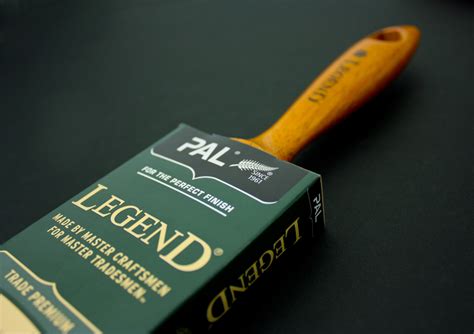 LEGEND
PAL®
SINCE
1961
FOR THE PERFECT FINISH
LEGEND®
MADE BY MASTER CRAFTSMEN
FOR MASTER TRADESMEN.®
TRADE PREMIUM
PAL
LEGEND